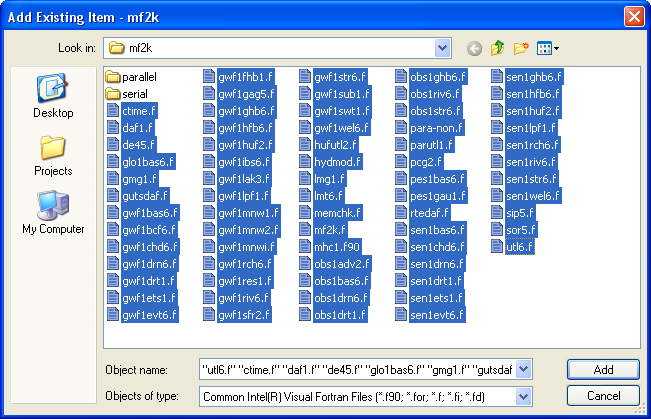 Add Existing Item - mf2k
Look in: mf2k
Desktop
Projects
My Computer
parallel
serial
ctime.f
daf1.f
de45.f
glo1bas6.f
gmg1.f
gutsdaf.f
gwf1bas6.f
gwf1bcf6.f
gwf1chd6.f
gwf1drn6.f
gwf1drt1.f
gwf1ets1.f
gwf1evt6.f
gwf1fhb1.f
gwf1gag5.f
gwf1ghb6.f
gwf1hfb6.f
gwf1huf2.f
gwf1ibs6.f
gwf1lak3.f
gwf1lpf1.f
gwf1mnw1.f
gwf1mnw2.f
gwf1mnwi.f
gwf1rch6.f
gwf1res1.f
gwf1riv6.f
gwf1sfr2.f
gwf1str6.f
gwf1sub1.f
gwf1swt1.f
gwf1wel6.f
hufutl2.f
hydmod.f
lmg1.f
lmt6.f
memchk.f
mf2k.f
mhc1.f90
obs1adv2.f
obs1bas6.f
obs1drn6.f
obs1drt1.f
obs1ghb6.f
obs1riv6.f
obs1str6.f
para-non.f
parutl1.f
pcg2.f
pes1bas6.f
pes1gau1.f
rtedaf.f
sen1bas6.f
sen1chd6.f
sen1drn6.f
sen1drt1.f
sen1ets1.f
sen1evt6.f
sen1ghb6.f
sen1hfb6.f
sen1huf2.f
sen1lpf1.f
sen1rch6.f
sen1riv6.f
sen1str6.f
sen1wel6.f
sip5.f
sor5.f
utl6.f
Object name: "utl6.f" "ctime.f" "daf1.f" "de45.f" "glo1bas6.f" "gmg1.f" "gutsdaf Add
Objects of type: Common Intel(R) Visual Fortran Files (*.f90; *.for; *.f; *.fi; *.fd) Cancel